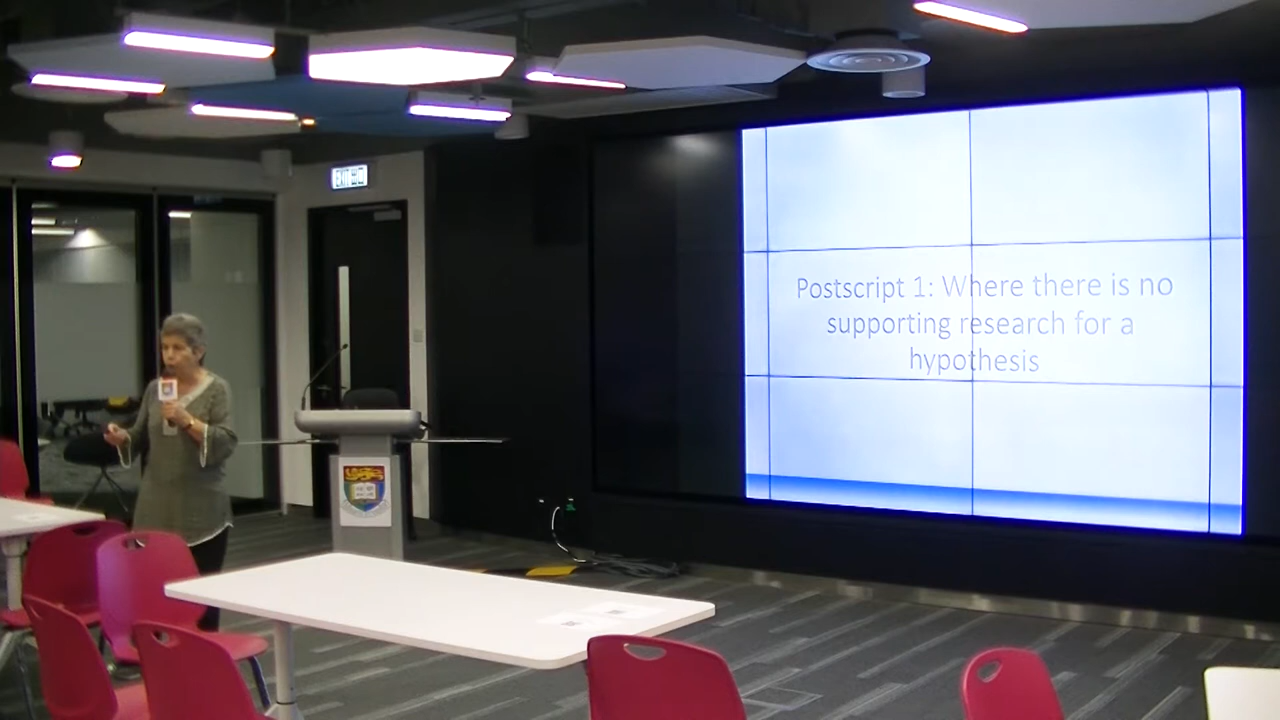 EXIT
Postscript 1: Where there is no
supporting research for a
hypothesis